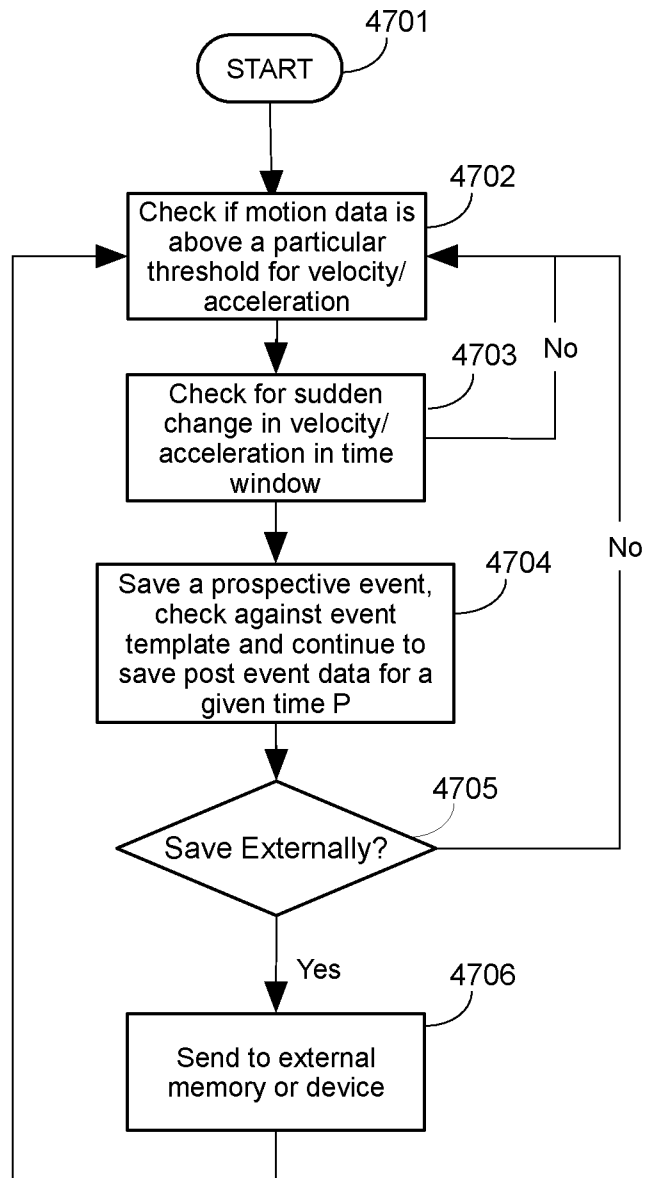 4701
START
4702
Check if motion data is
above a particular
threshold for velocity/
acceleration
4703
No
Check for sudden
change in velocity/
acceleration in time
window
No
4704
Save a prospective event,
check against event
template and continue to
save post event data for a
given time P
4705
Save Externally?
Yes
4706
Send to external
memory or device